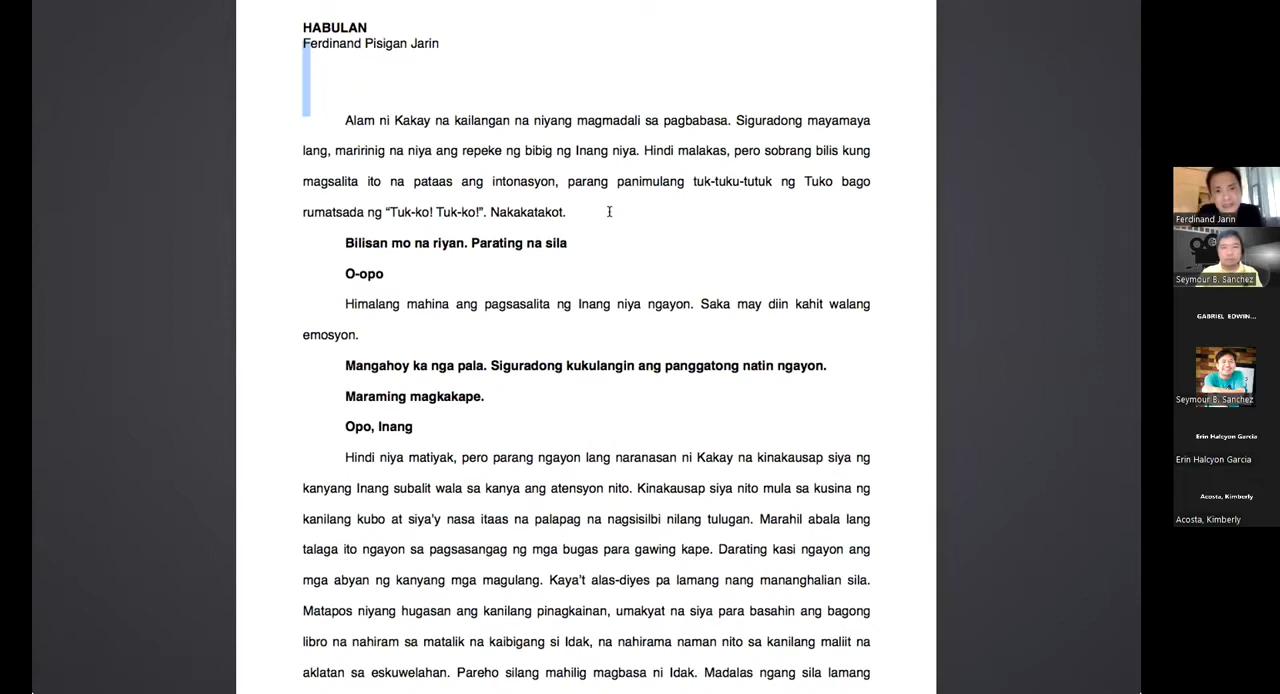 HABULAN
Ferdinand Pisigan Jarin
Alam ni Kakay na kailangan na niyang magmadali sa pagbabasa. Siguradong mayamaya
lang, maririnig na niya ang repeke ng bibig ng Inang niya. Hindi malakas, pero sobrang bilis kung
magsalita ito na pataas ang intonasyon, parang panimulang tuk-tuku-tutuk ng Tuko bago
rumatsada ng “Tuk-ko! Tuk-ko!”. Nakakatakot.
Bilisan mo na riyan. Parating na sila
O-opo
Himalang mahina ang pagsasalita ng Inang niya ngayon. Saka may diin kahit walang
emosyon.
Mangahoy ka nga pala. Siguradong kukulangin ang panggatong natin ngayon.
Maraming magkakape.
Opo, Inang
Hindi niya matiyak, pero parang ngayon lang naranasan ni Kakay na kinakausap siya ng
kanyang Inang subalit wala sa kanya ang atensyon nito. Kinakausap siya nito mula sa kusina ng
kanilang kubo at siya’y nasa itaas na palapag na nagsisilbi nilang tulugan. Marahil abala lang
talaga ito ngayon sa pagsasangag ng mga bugas para gawing kape. Darating kasi ngayon ang
mga abyan ng kanyang mga magulang. Kaya’t alas-diyes pa lamang nang mananghalian sila.
Matapos niyang hugasan ang kanilang pinagkainan, umakyat na siya para basahin ang bagong
libro na nahiram sa matalik na kaibigang si Idak, na nahirama naman nito sa kanilang maliit na
aklatan sa eskuwelahan. Pareho silang mahilig magbasa ni Idak. Madalas ngang sila lamang
Ferdinand Jarin
Seymour B. Sanchez
GABRIEL EDWIN...
Seymour B. Sanchez
Erin Halcyon Garcia
Erin Halcyon Garcia
Acosta, Kimberly
Acosta, Kimberly